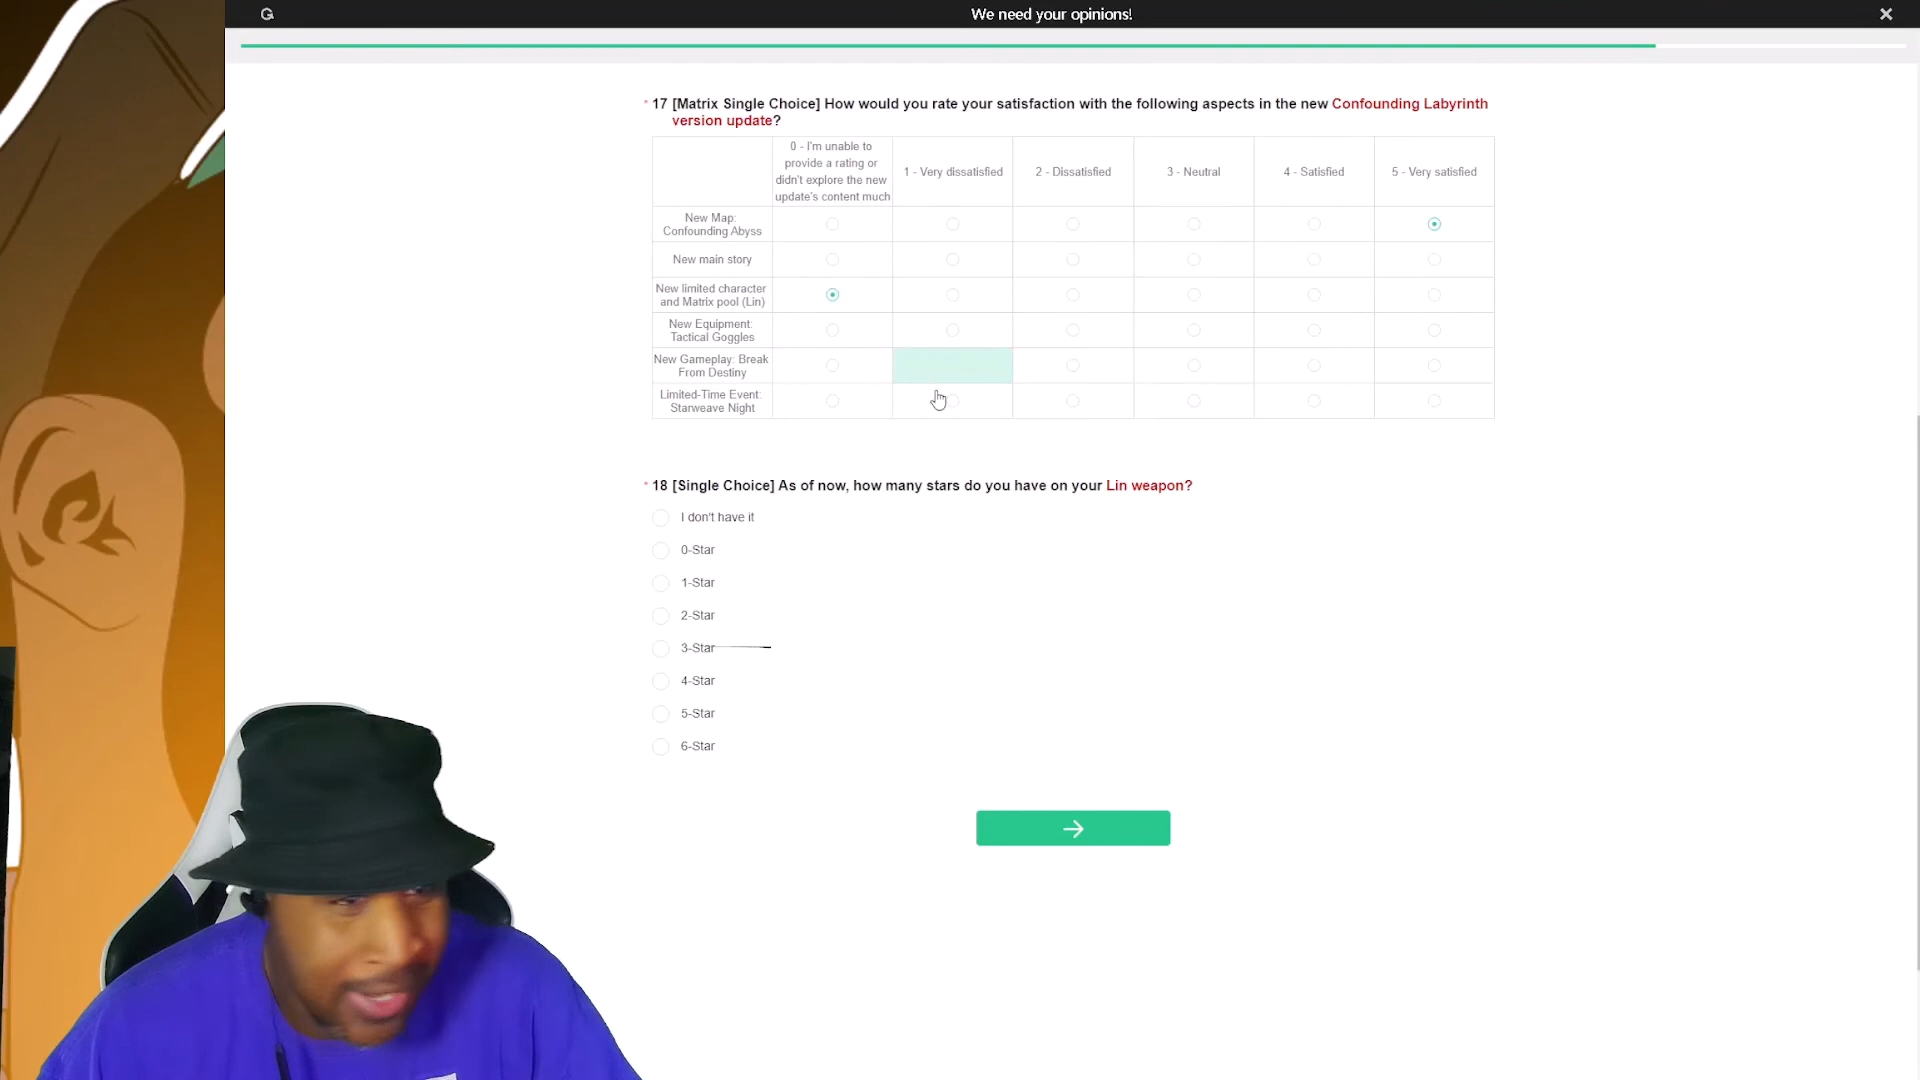 We need your opinions!
* 17 [Matrix Single Choice] How would you rate your satisfaction with the following aspects in the new Confounding Labyrinth
version update?
0 - I'm unable to
provide a rating or
didn't explore the new
update's content much
1 - Very dissatisfied
2 - Dissatisfied
3 - Neutral
4 - Satisfied
5 - Very satisfied
New Map:
Confounding Abyss
New main story
New limited character
and Matrix pool (Lin)
New Equipment:
Tactical Goggles
New Gameplay: Break
From Destiny
Limited-Time Event:
Starweave Night
* 18 [Single Choice] As of now, how many stars do you have on your Lin weapon?
I don't have it
0-Star
1-Star
2-Star
3-Star
4-Star
5-Star
6-Star